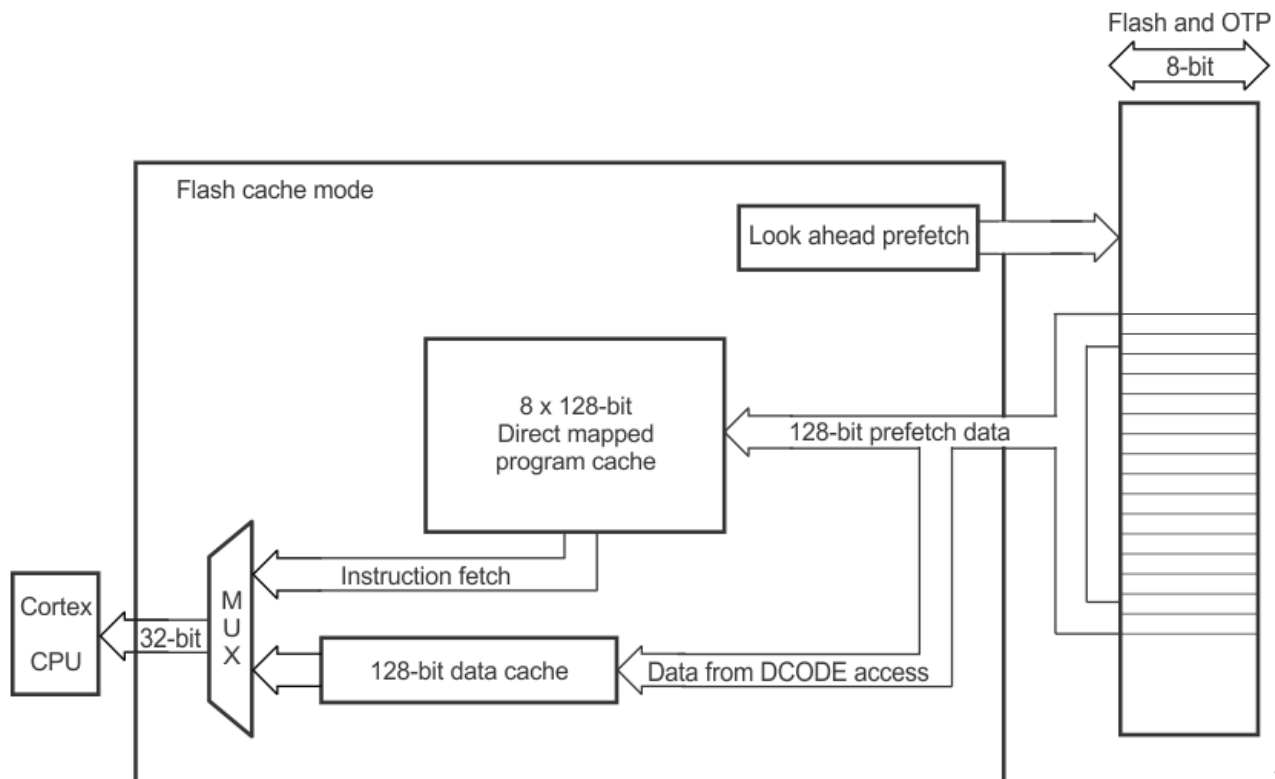 Flash and OTP
8-bit
Flash cache mode
Look ahead prefetch
8 x 128-bit
Direct mapped
program cache
128-bit prefetch data
Instruction fetch
MUX
Cortex
CPU
32-bit
128-bit data cache
Data from DCODE access